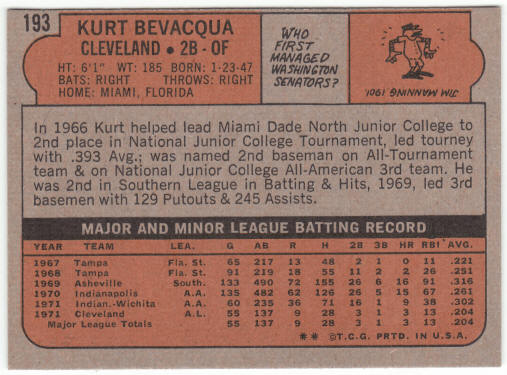 193
KURT BEVACQUA
CLEVELAND • 2B - OF
HT: 6'1" WT: 185 BORN: 1-23-47
BATS: RIGHT THROWS: RIGHT
HOME: MIAMI, FLORIDA
WHO
FIRST
MANAGED
WASHINGTON
SENATORS?
JIM MANNING 1901.
In 1966 Kurt helped lead Miami Dade North Junior College to
2nd place in National Junior College Tournament, led tourney
with .393 Avg.; was named 2nd baseman on All-Tournament
team & on National Junior College All-American 3rd team. He
was 2nd in Southern League in Batting & Hits, 1969, led 3rd
basemen with 129 Putouts & 245 Assists.
MAJOR AND MINOR LEAGUE BATTING RECORD
YEAR TEAM LEA. G AB R H 2B 3B HR RBI AVG.
1967 Tampa Fla. St. 65 217 13 48 2 1 0 11 .221
1968 Tampa Fla. St. 91 219 18 55 11 2 2 26 .251
1969 Asheville South. 133 490 72 155 26 6 16 91 .316
1970 Indianapolis A.A. 135 482 62 126 26 5 15 67 .261
1971 Indian.-Wichita A.A. 60 235 36 71 16 1 9 38 .302
1971 Cleveland A.L. 55 137 9 28 3 1 3 13 .204
Major League Totals 55 137 9 28 3 1 3 13 .204
** ©T.C.G. PRTD. IN U.S.A.